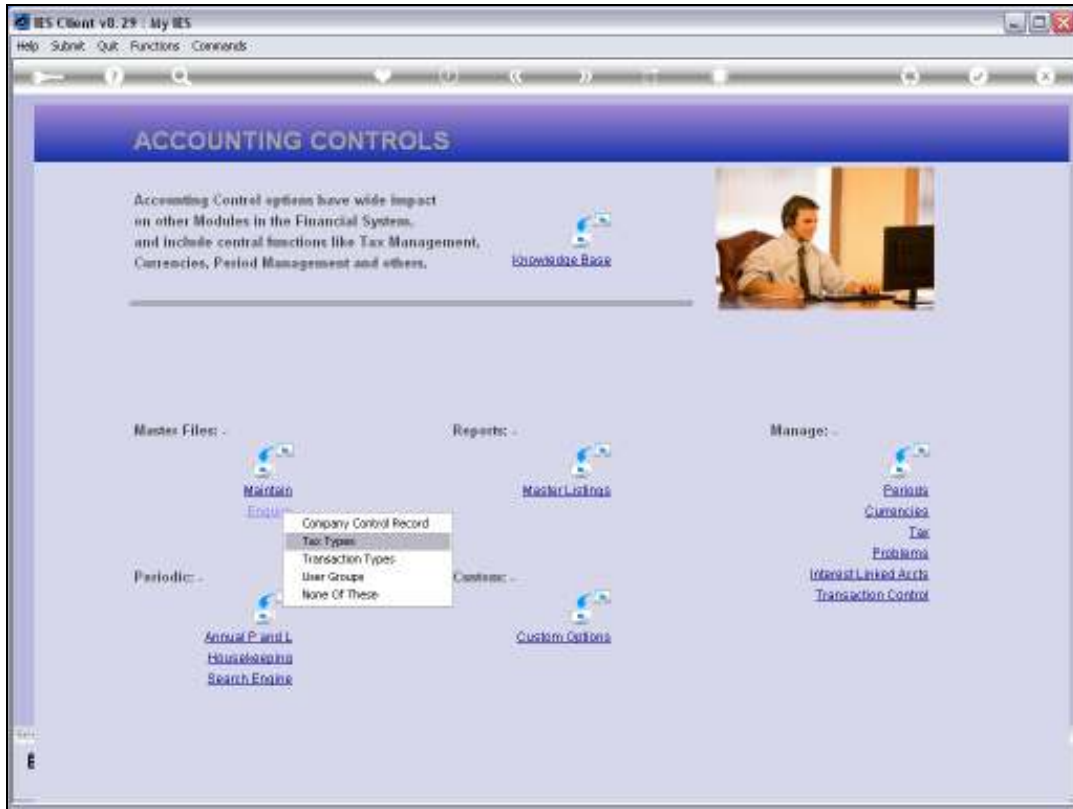 IES Client v8.29 : My IES
Help Submit Quit Functions Commands
ACCOUNTING CONTROLS
Accounting Control options have wide impact
on other Modules in the Financial System,
and include central functions like Tax Management,
Currencies, Period Management and others.
Knowledge Base
Master Files: -
Reports: -
Manage: -
Maintain
Master Listings
Periods
Enquire
Currencies
Company Control Record
Tax
Tax Types
Problems
Transaction Types
Periodic: -
User Groups
Custom: -
Interest Linked Accts
None Of These
Transaction Control
Annual P and L
Custom Options
Housekeeping
Search Engine